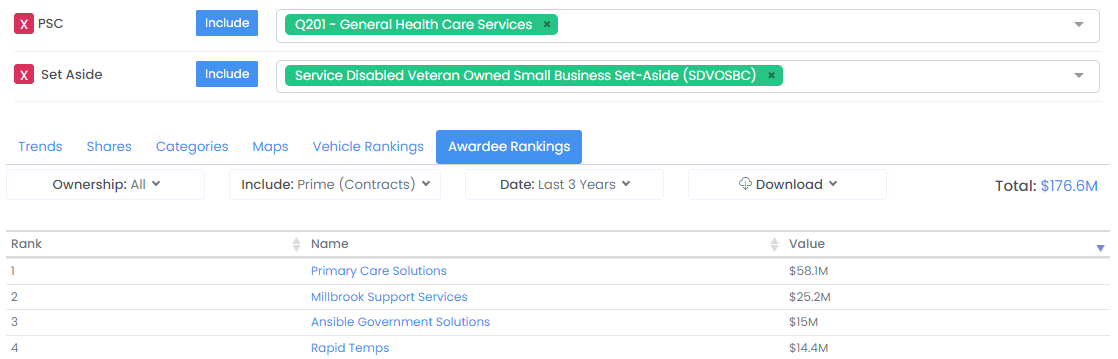 X PSC Include Q201 - General Health Care Services ×
X Set Aside Include Service Disabled Veteran Owned Small Business Set-Aside (SDVOSBC) ×
Trends Shares Categories Maps Vehicle Rankings Awardee Rankings
Ownership: All Include: Prime (Contracts) Date: Last 3 Years Download Total: $176.6M
Rank Name Value
1 Primary Care Solutions $58.1M
2 Millbrook Support Services $25.2M
3 Ansible Government Solutions $15M
4 Rapid Temps $14.4M